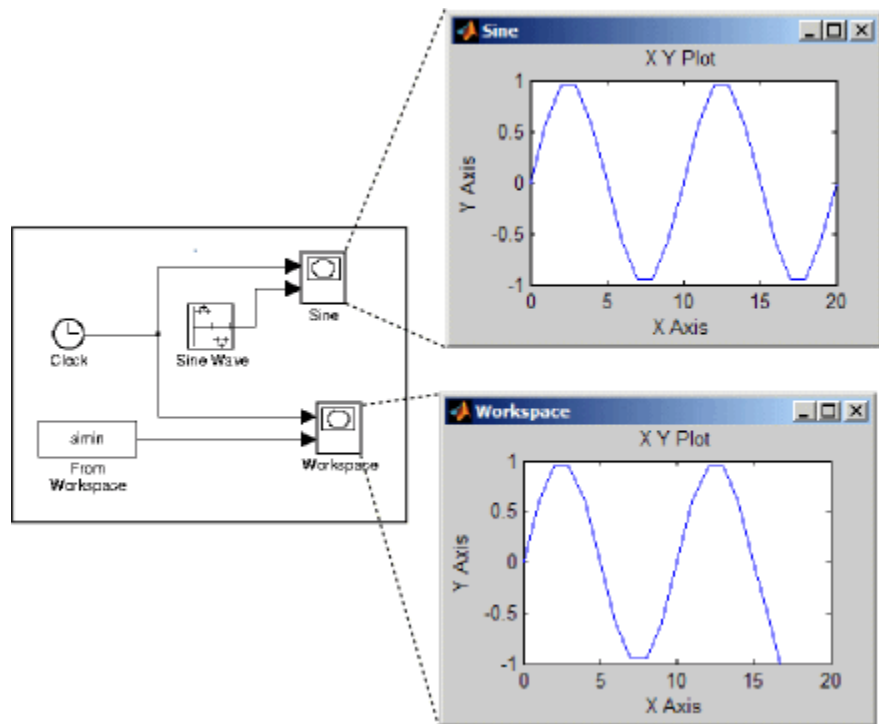 Sine
X Y Plot
1
0.5
0
-0.5
-1
Y Axis
0 5 10 15 20
X Axis
Sine
Clock
Sine Wave
simin
From
Workspace
Workspace
Workspace
X Y Plot
1
0.5
0
-0.5
-1
Y Axis
0 5 10 15 20
X Axis